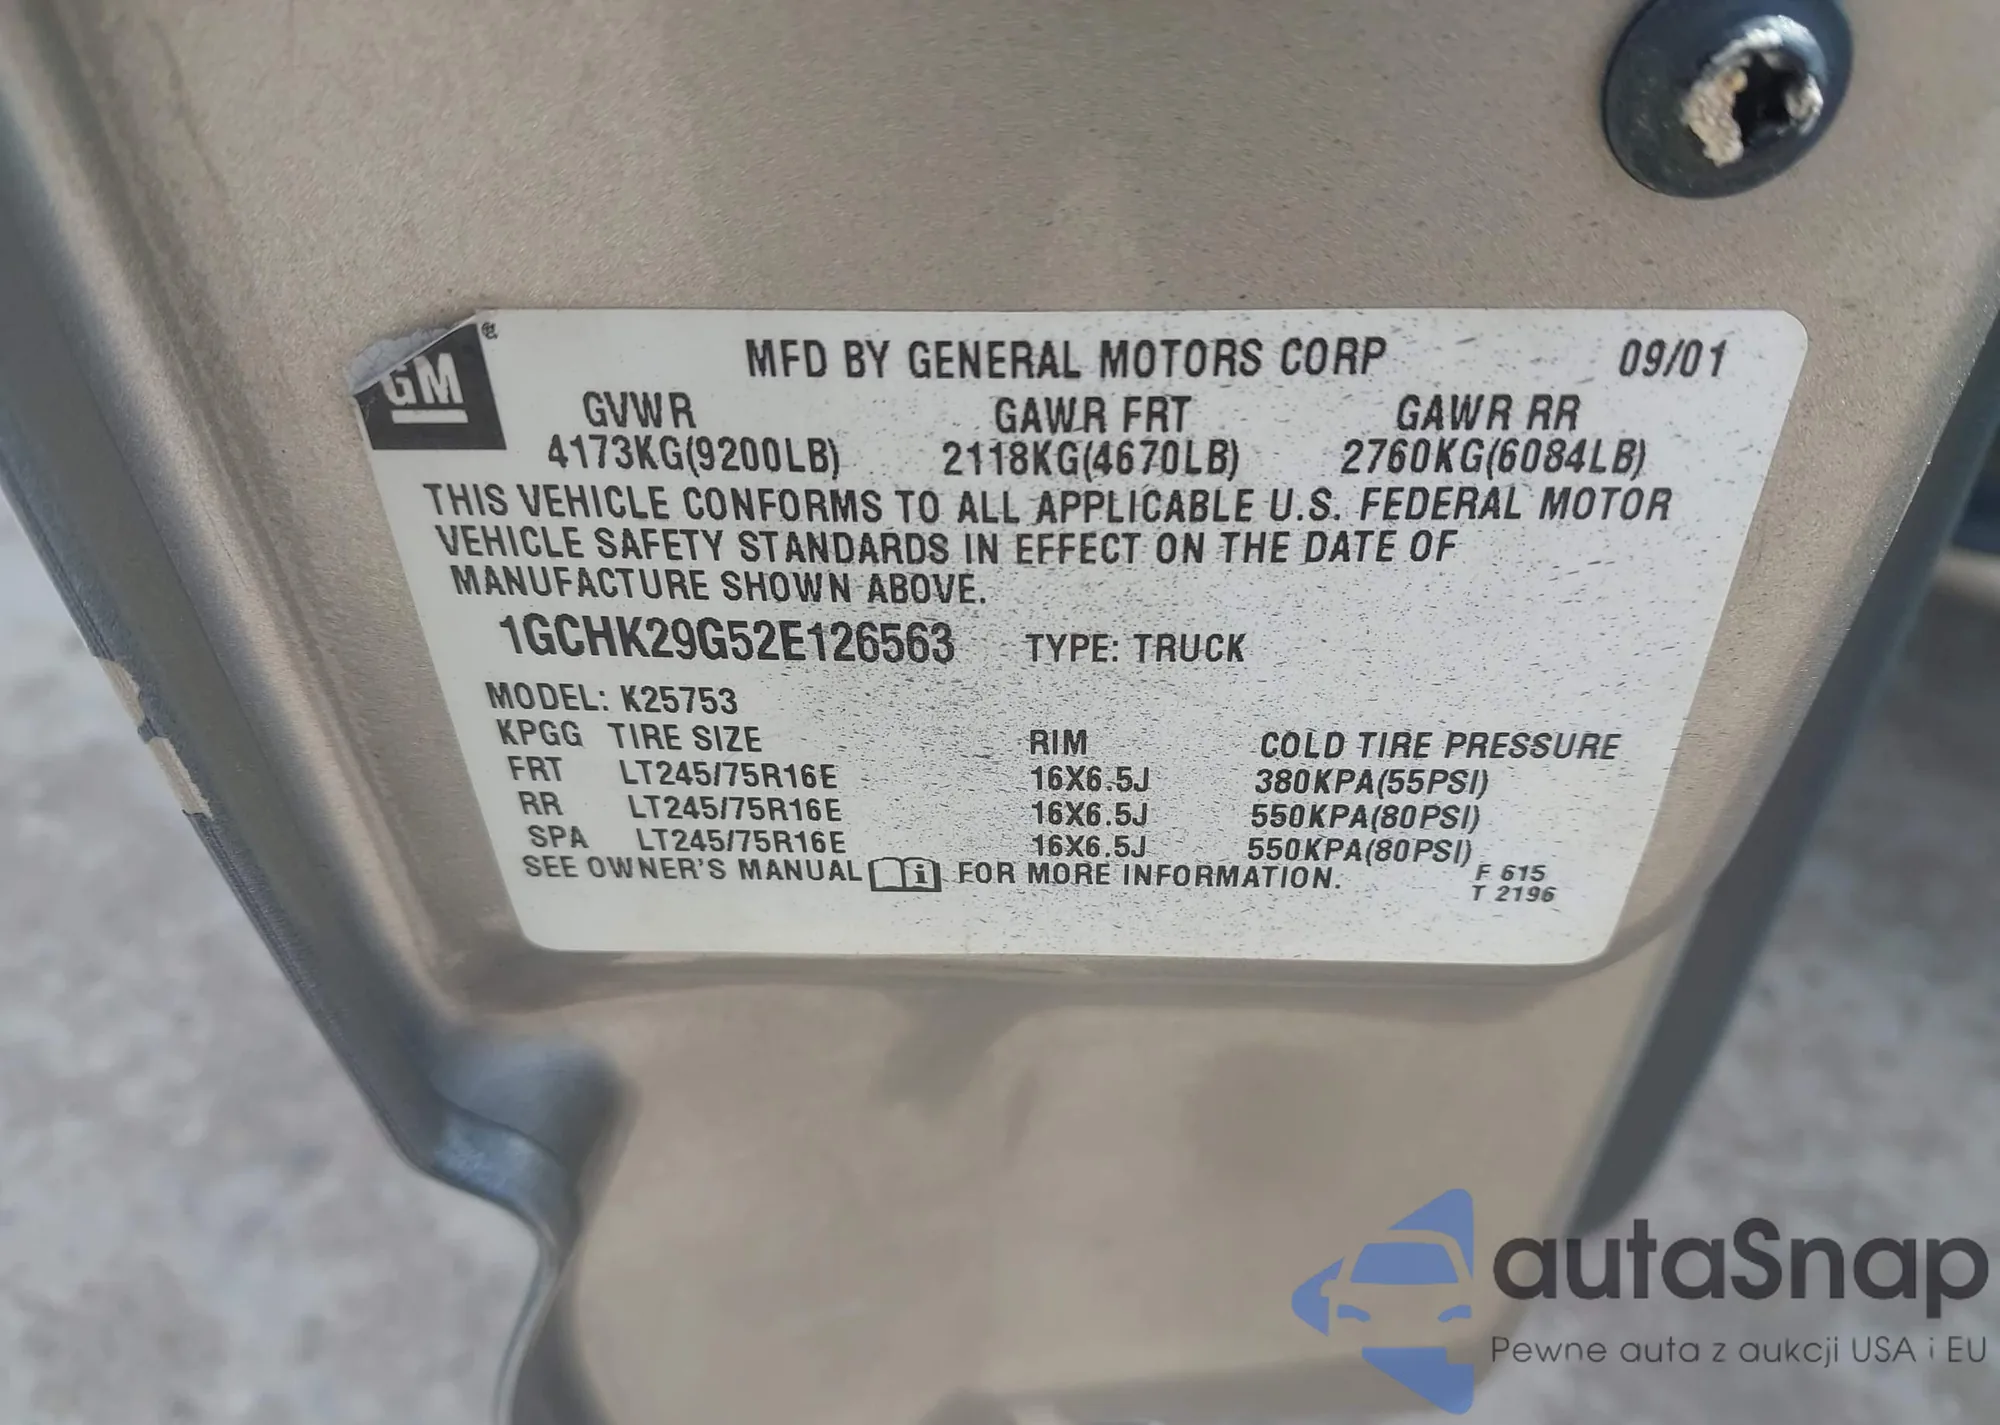 GM
MFD BY GENERAL MOTORS CORP 09/01
GVWR GAWR FRT GAWR RR
4173KG(9200LB) 2118KG(4670LB) 2760KG(6084LB)
THIS VEHICLE CONFORMS TO ALL APPLICABLE U.S. FEDERAL MOTOR
VEHICLE SAFETY STANDARDS IN EFFECT ON THE DATE OF
MANUFACTURE SHOWN ABOVE.
1GCHK29G52E126563 TYPE: TRUCK
MODEL: K25753
KPGG TIRE SIZE RIM COLD TIRE PRESSURE
FRT LT245/75R16E 16X6.5J 380KPA(55PSI)
RR LT245/75R16E 16X6.5J 550KPA(80PSI)
SPA LT245/75R16E 16X6.5J 550KPA(80PSI)
SEE OWNER'S MANUAL i FOR MORE INFORMATION.
F 615
T 2196
autaSnap
Pewne auta z aukcji USA i EU